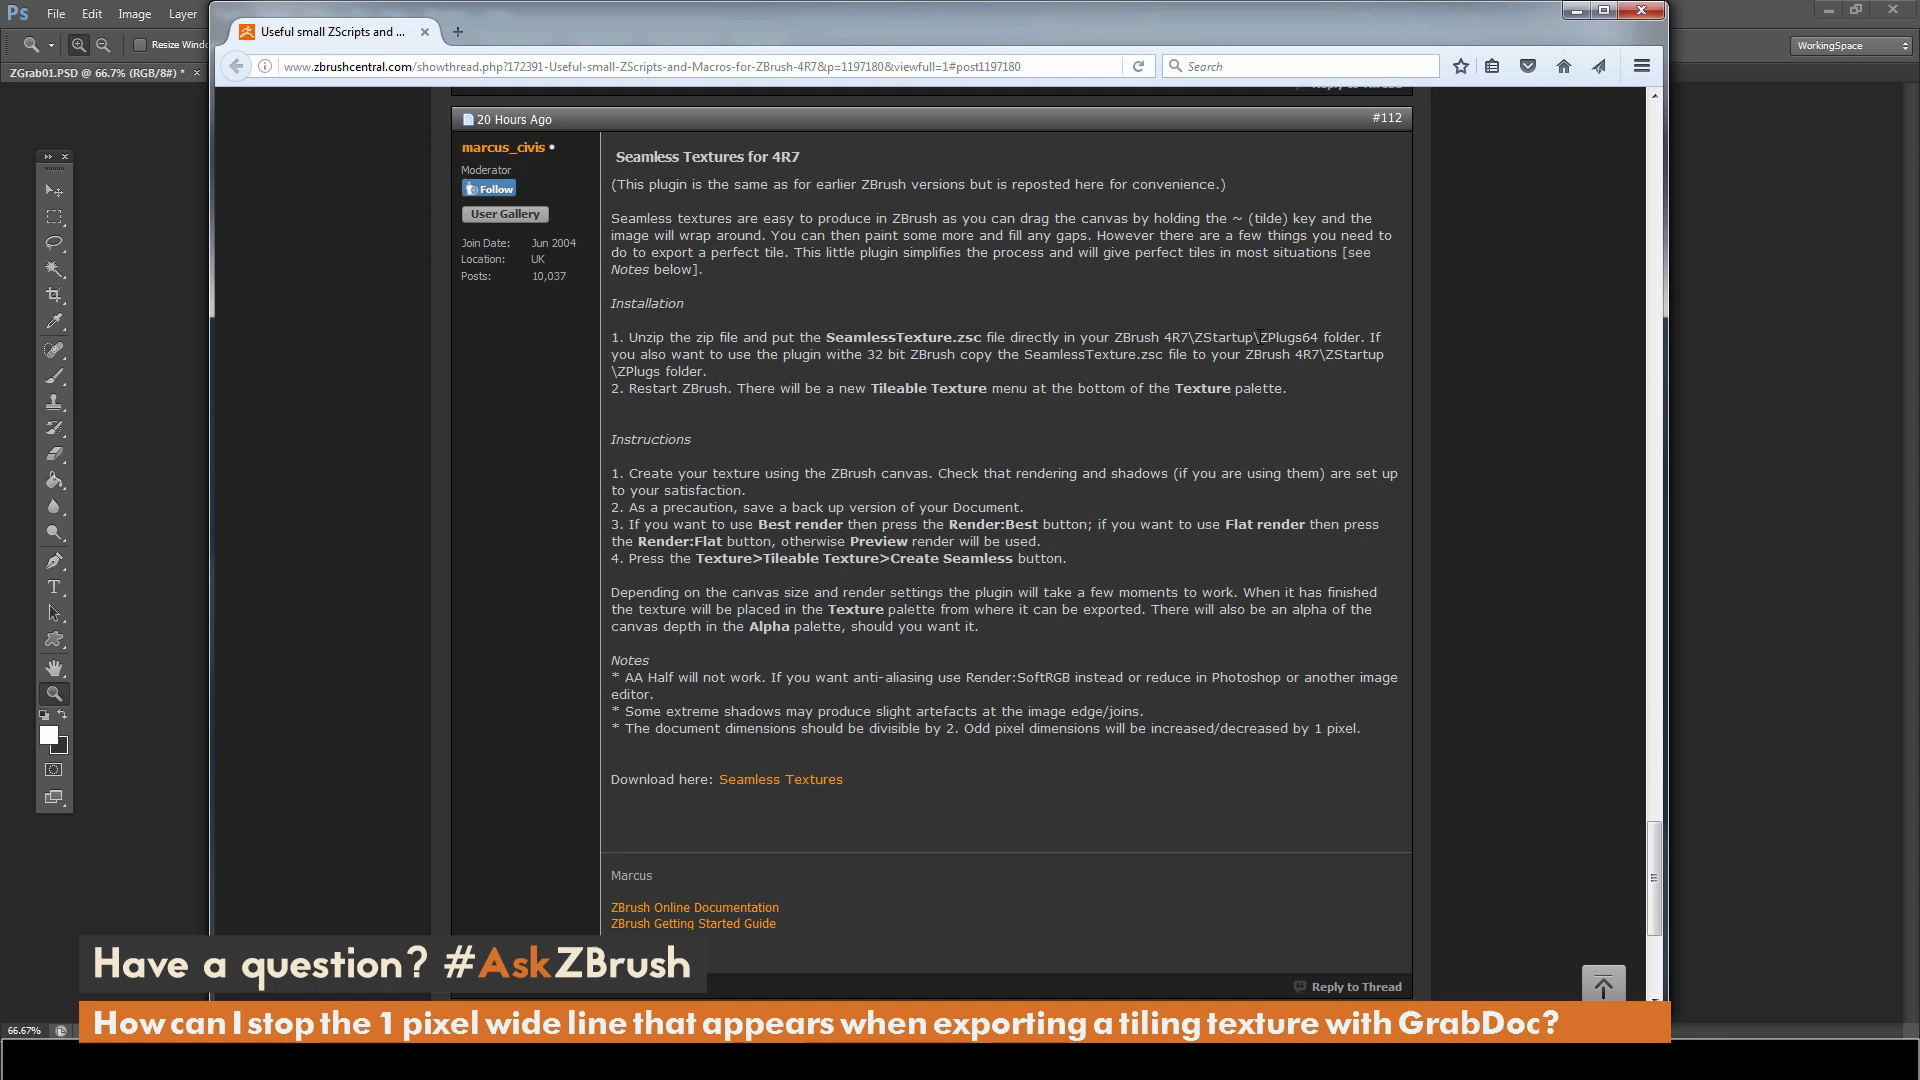 Ps File Edit Image Layer
Useful small ZScripts and ...
Resize Windo
WorkingSpace
ZGrab01.PSD @ 66.7% (RGB/8#) *
www.zbrushcentral.com/showthread.php?172391-Useful-small-ZScripts-and-Macros-for-ZBrush-4R7&p=1197180&viewfull=1#post1197180
Search
Reply to Thread
20 Hours Ago
#112
marcus_civis
Moderator
Follow
User Gallery
Join Date: Jun 2004
Location: UK
Posts: 10,037
Seamless Textures for 4R7
(This plugin is the same as for earlier ZBrush versions but is reposted here for convenience.)
Seamless textures are easy to produce in ZBrush as you can drag the canvas by holding the ~ (tilde) key and the
image will wrap around. You can then paint some more and fill any gaps. However there are a few things you need to
do to export a perfect tile. This little plugin simplifies the process and will give perfect tiles in most situations [see
Notes below].
Installation
1. Unzip the zip file and put the SeamlessTexture.zsc file directly in your ZBrush 4R7\ZStartup\ZPlugs64 folder. If
you also want to use the plugin withe 32 bit ZBrush copy the SeamlessTexture.zsc file to your ZBrush 4R7\ZStartup
\ZPlugs folder.
2. Restart ZBrush. There will be a new Tileable Texture menu at the bottom of the Texture palette.
Instructions
1. Create your texture using the ZBrush canvas. Check that rendering and shadows (if you are using them) are set up
to your satisfaction.
2. As a precaution, save a back up version of your Document.
3. If you want to use Best render then press the Render:Best button; if you want to use Flat render then press
the Render:Flat button, otherwise Preview render will be used.
4. Press the Texture>Tileable Texture>Create Seamless button.
Depending on the canvas size and render settings the plugin will take a few moments to work. When it has finished
the texture will be placed in the Texture palette from where it can be exported. There will also be an alpha of the
canvas depth in the Alpha palette, should you want it.
Notes
* AA Half will not work. If you want anti-aliasing use Render:SoftRGB instead or reduce in Photoshop or another image
editor.
* Some extreme shadows may produce slight artefacts at the image edge/joins.
* The document dimensions should be divisible by 2. Odd pixel dimensions will be increased/decreased by 1 pixel.
Download here: Seamless Textures
Marcus
ZBrush Online Documentation
ZBrush Getting Started Guide
Have a question? #AskZBrush
Reply to Thread
66.67%
How can I stop the 1 pixel wide line that appears when exporting a tiling texture with GrabDoc?